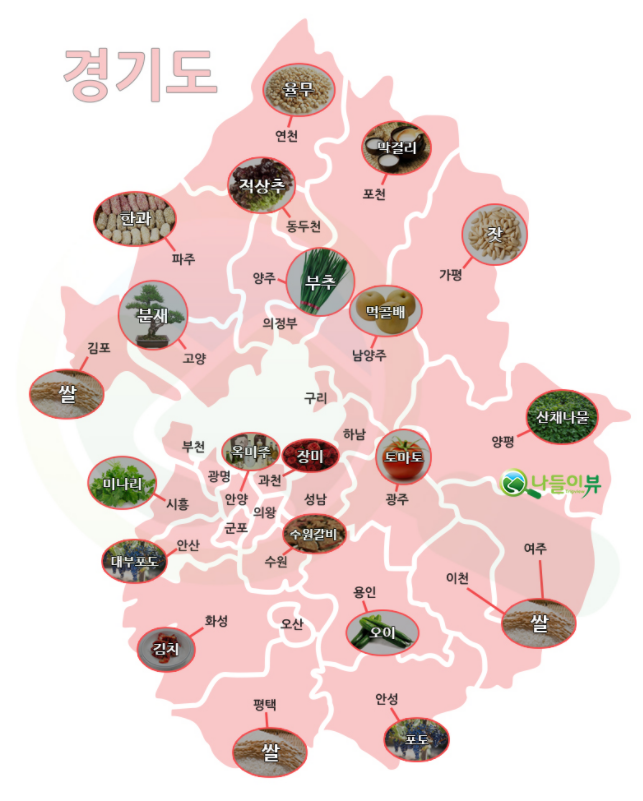 경기도
율무
연천
막걸리
포천
적상추
동두천
한과
파주
잣
가평
양주
부추
의정부
분재
고양
먹골배
남양주
김포
쌀
구리
하남
산채나물
양평
부천
옥미주
장미
토마토
광명
과천
광주
나들이뷰
미나리
시흥
안양
의왕
성남
군포
수원갈비
수원
안산
대부포도
여주
이천
쌀
용인
오이
화성
오산
김치
평택
쌀
안성
포도